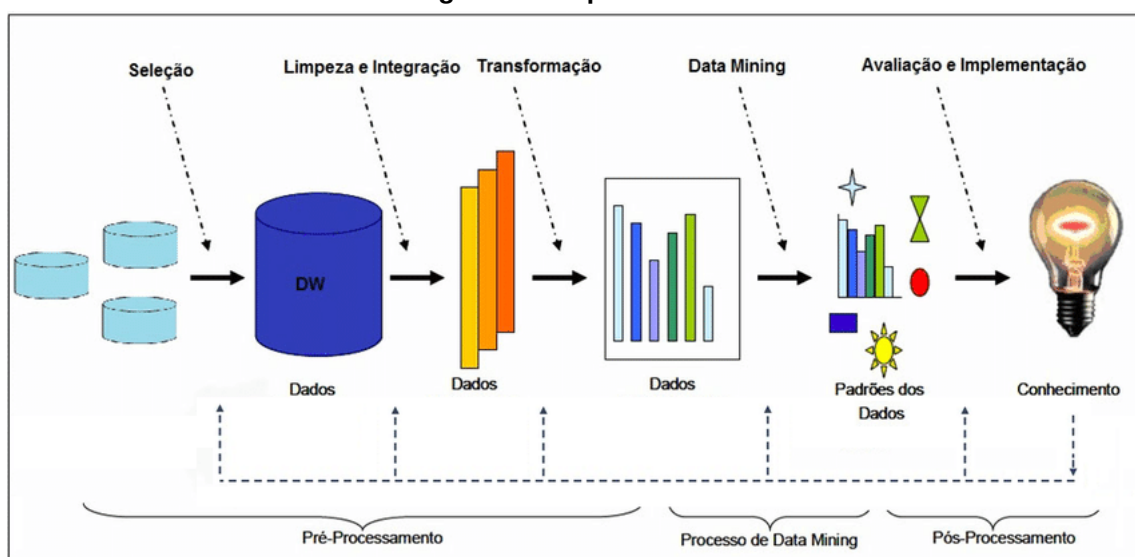 Seleção
Limpeza e Integração
Transformação
Data Mining
Avaliação e Implementação
DW
Dados
Dados
Dados
Padrões dos
Dados
Conhecimento
Pré-Processamento
Processo de Data Mining
Pós-Processamento